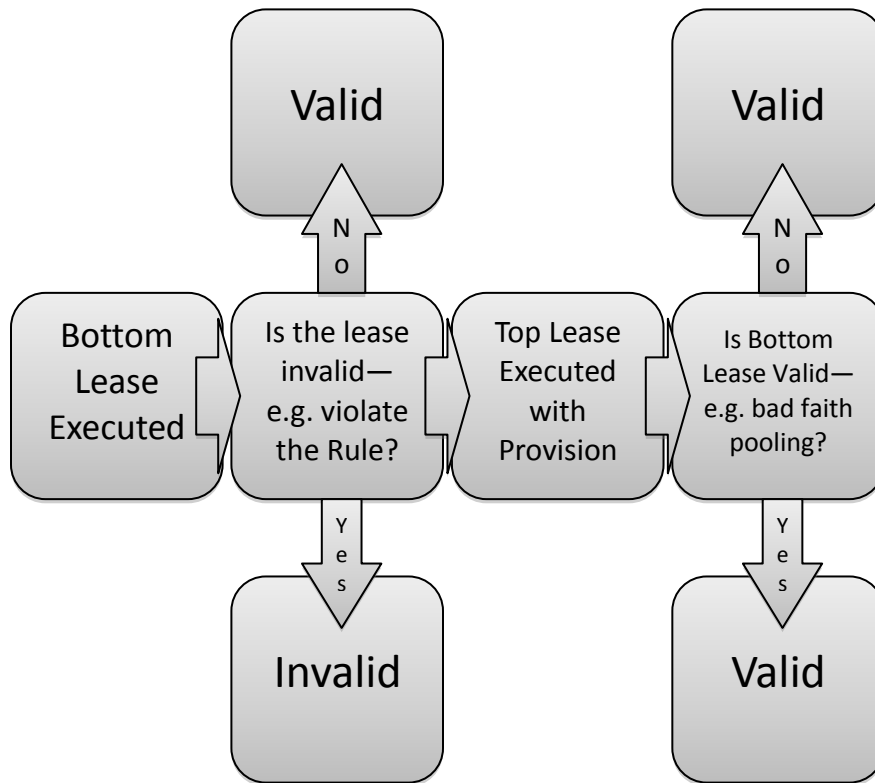 Valid
Valid
N
o
N
o
Bottom
Lease
Executed
Is the lease
invalid—
e.g. violate
the Rule?
Top Lease
Executed
with
Provision
Is Bottom
Lease Valid—
e.g. bad faith
pooling?
Y
e
s
Y
e
s
Invalid
Valid